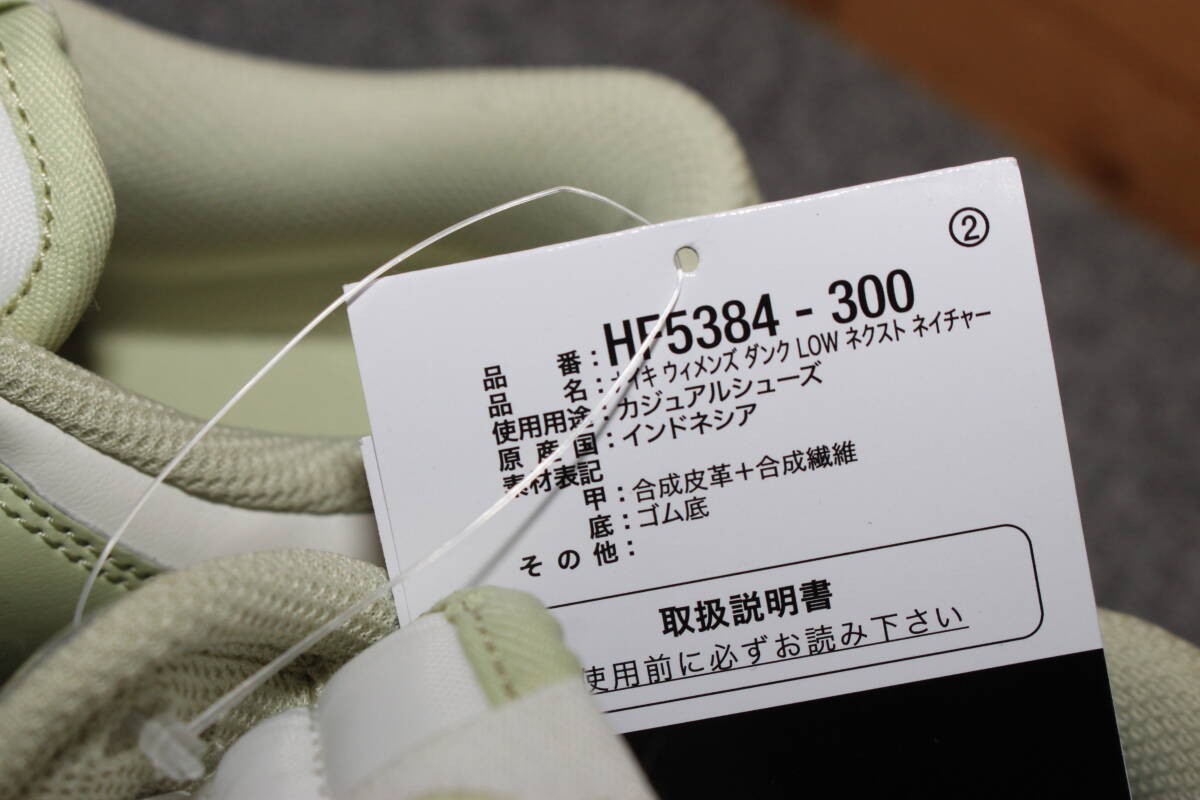 ②
品番：HF5384 - 300
品名：ナイキ ウィメンズ ダンク LOW ネクスト ネイチャー
使用用途：カジュアルシューズ
原産国：インドネシア
素材表記
甲：合成皮革＋合成繊維
底：ゴム底
その他：
取扱説明書
使用前に必ずお読み下さい